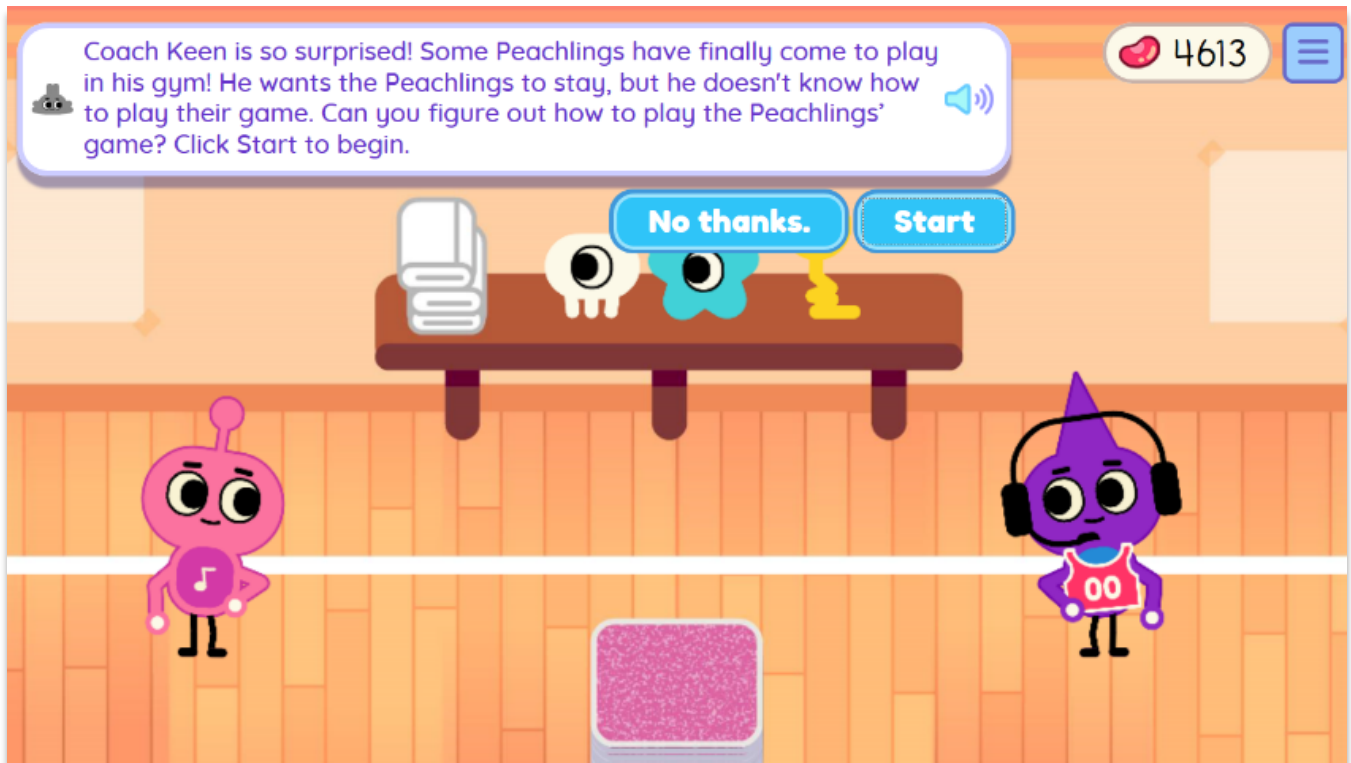 Coach Keen is so surprised! Some Peachlings have finally come to play
in his gym! He wants the Peachlings to stay, but he doesn't know how
to play their game. Can you figure out how to play the Peachlings’
game? Click Start to begin.
4613
No thanks.
Start
00